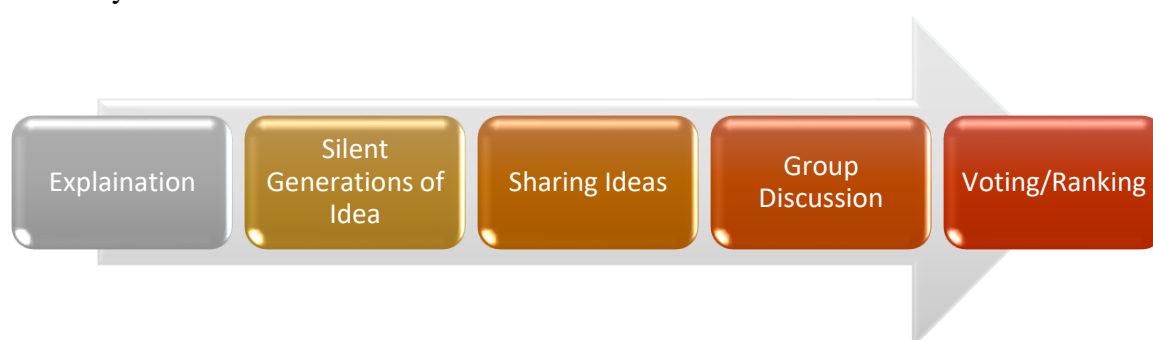 Explaination
Silent
Generations of
Idea
Sharing Ideas
Group
Discussion
Voting/Ranking